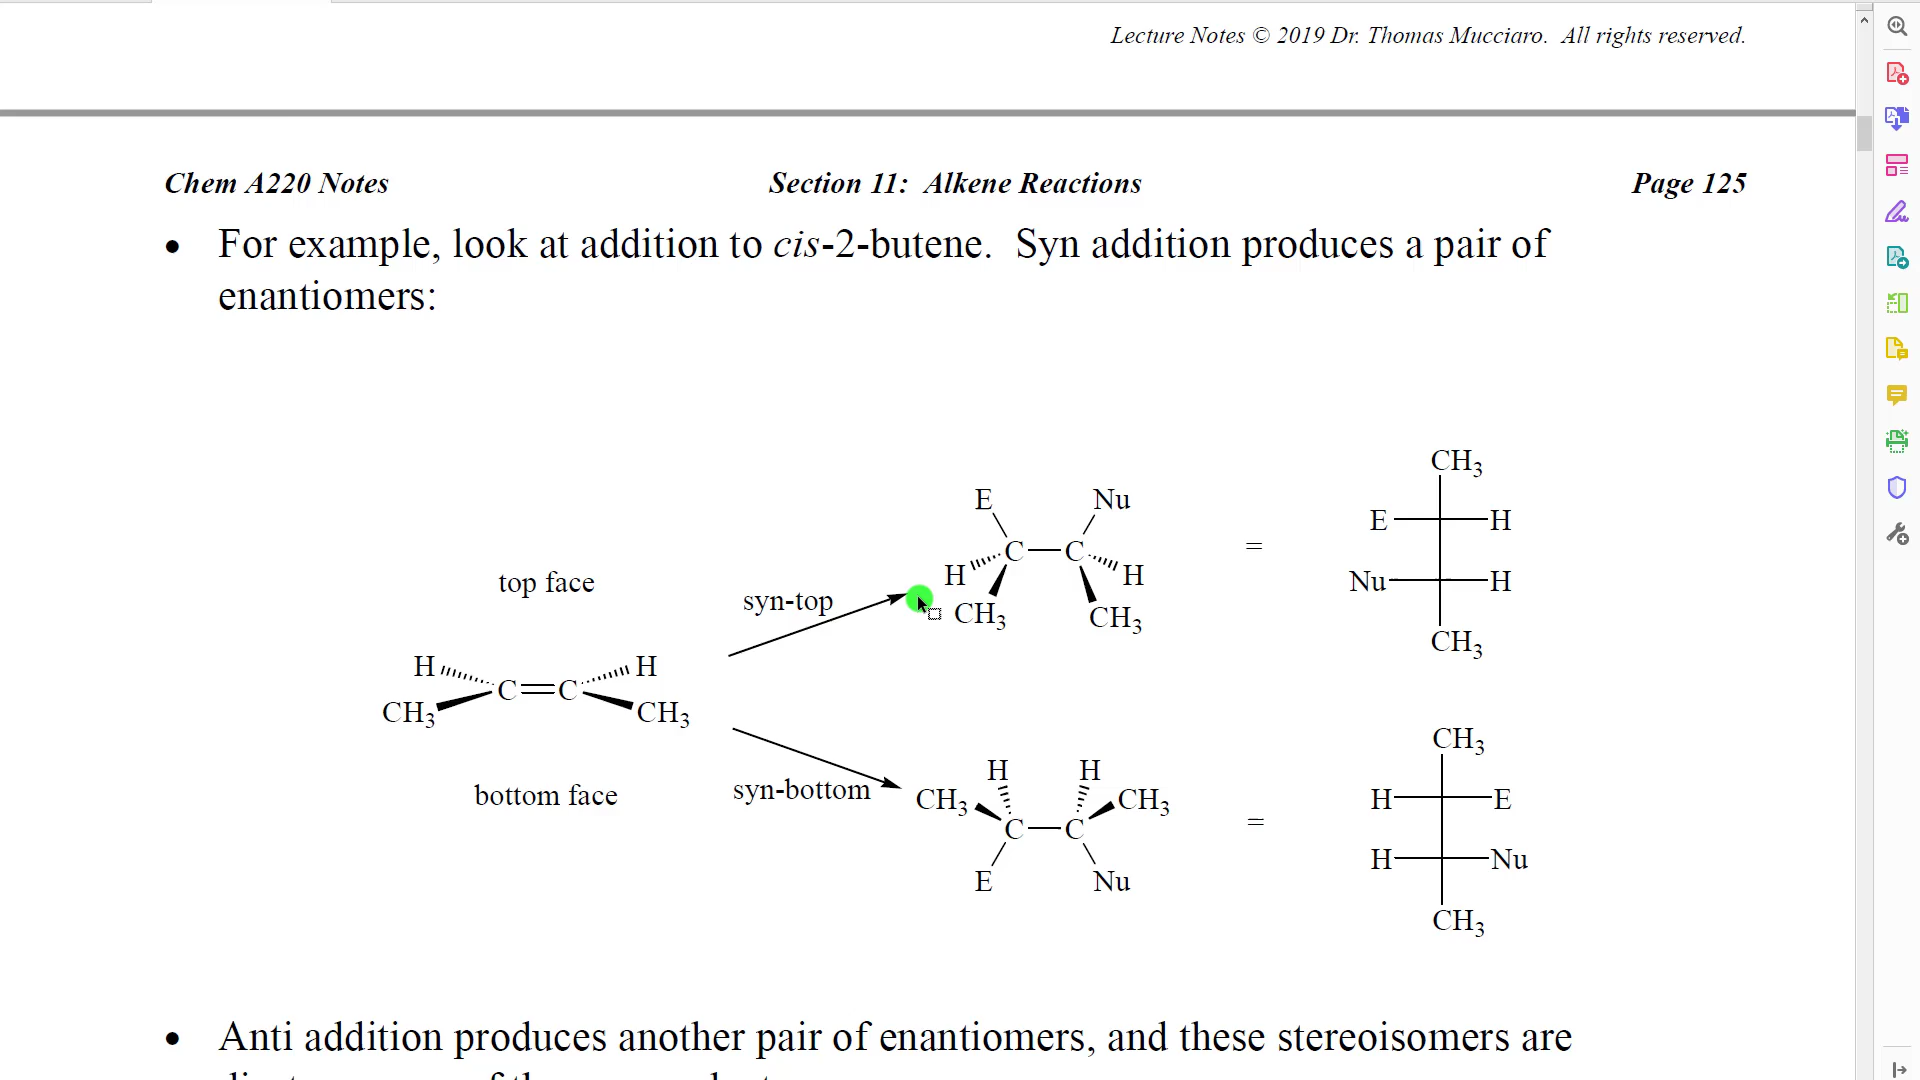 Lecture Notes © 2019 Dr. Thomas Mucciaro.  All rights reserved.
Chem A220 Notes
Section 11:  Alkene Reactions
Page 125
• For example, look at addition to cis-2-butene.  Syn addition produces a pair of
enantiomers:
CH₃
E Nu
E H
C C
=
H H
top face
Nu H
syn-top
CH₃ CH₃
CH₃
H H
C C
CH₃ CH₃
CH₃
H H
syn-bottom
bottom face
CH₃ CH₃
H E
C C
=
H Nu
E Nu
CH₃
• Anti addition produces another pair of enantiomers, and these stereoisomers are